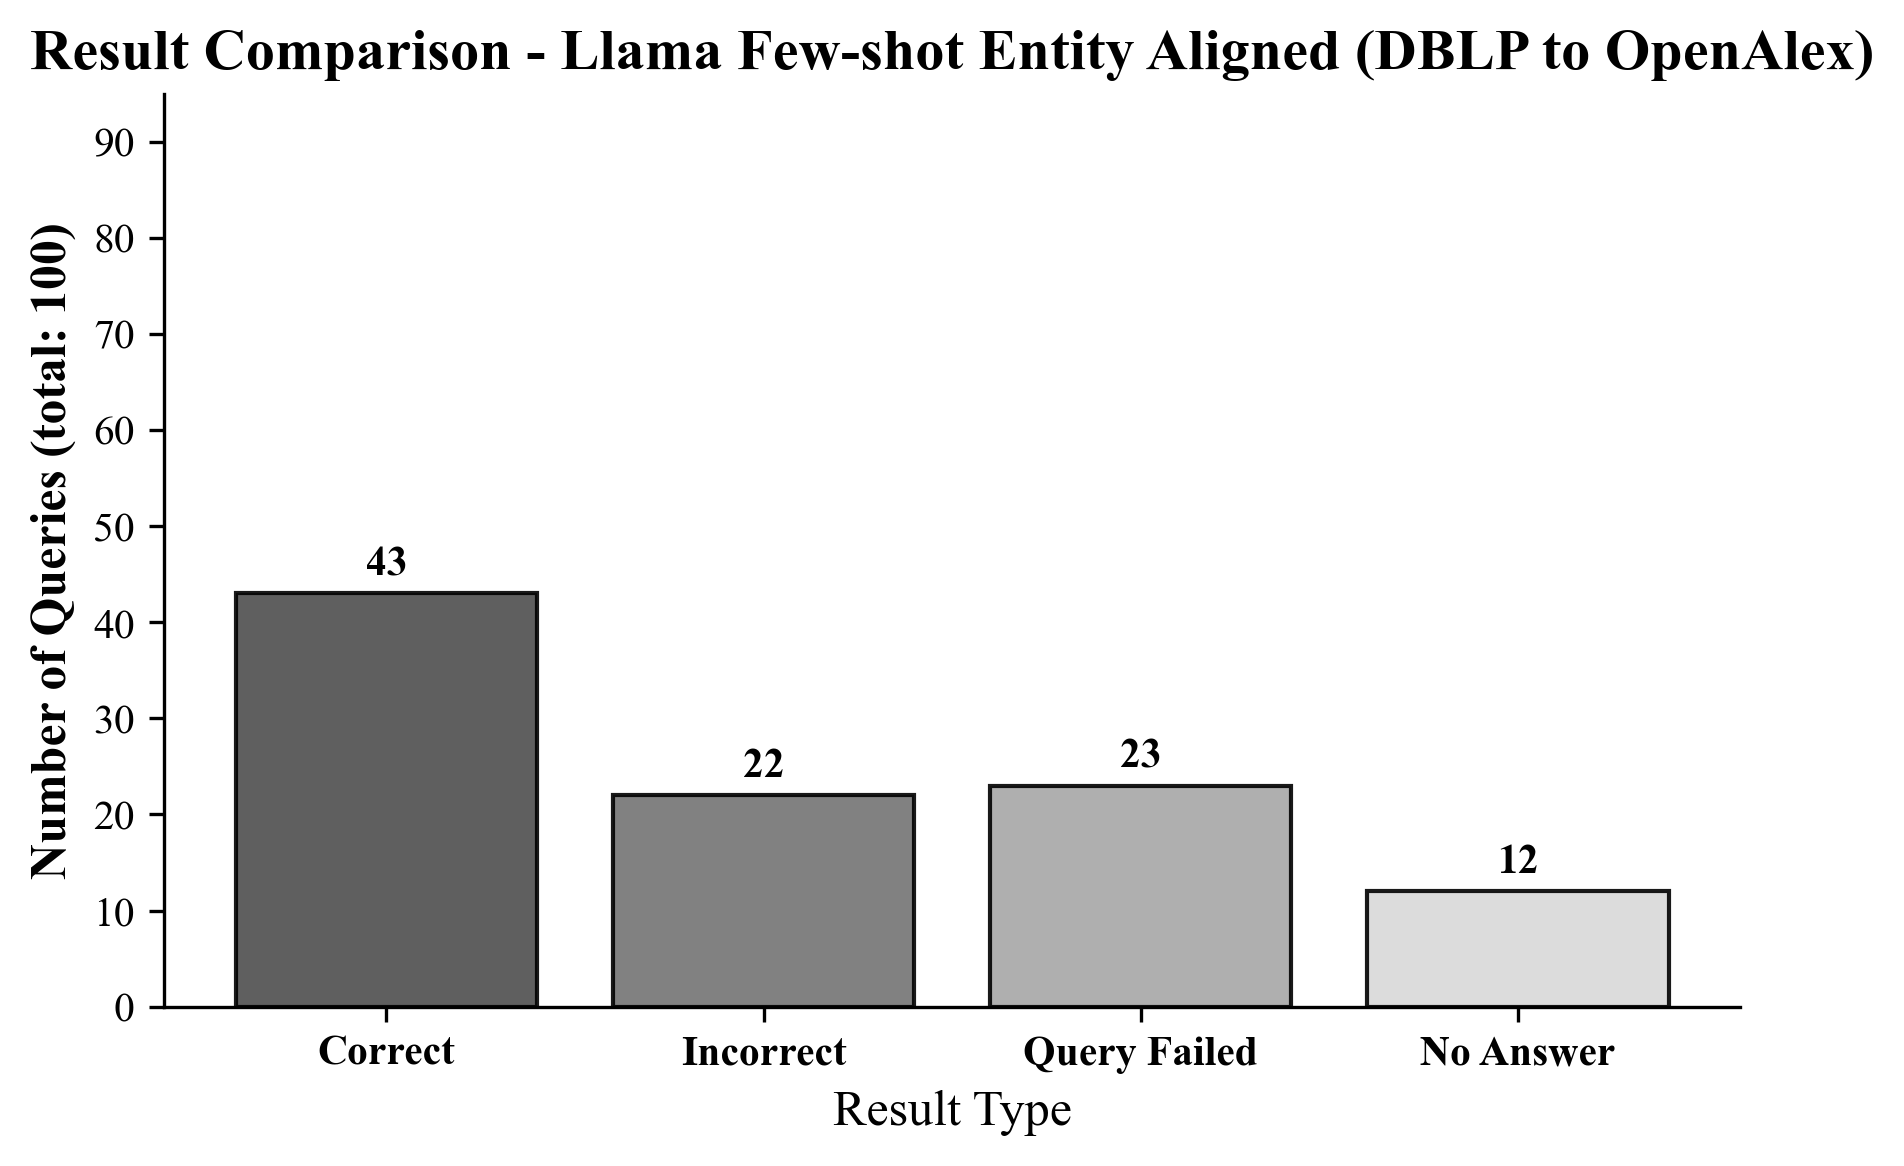 Result Comparison - Llama Few-shot Entity Aligned (DBLP to OpenAlex)
Number of Queries (total: 100)
90
80
70
60
50
40
30
20
10
0
43
22
23
12
Correct
Incorrect
Query Failed
No Answer
Result Type